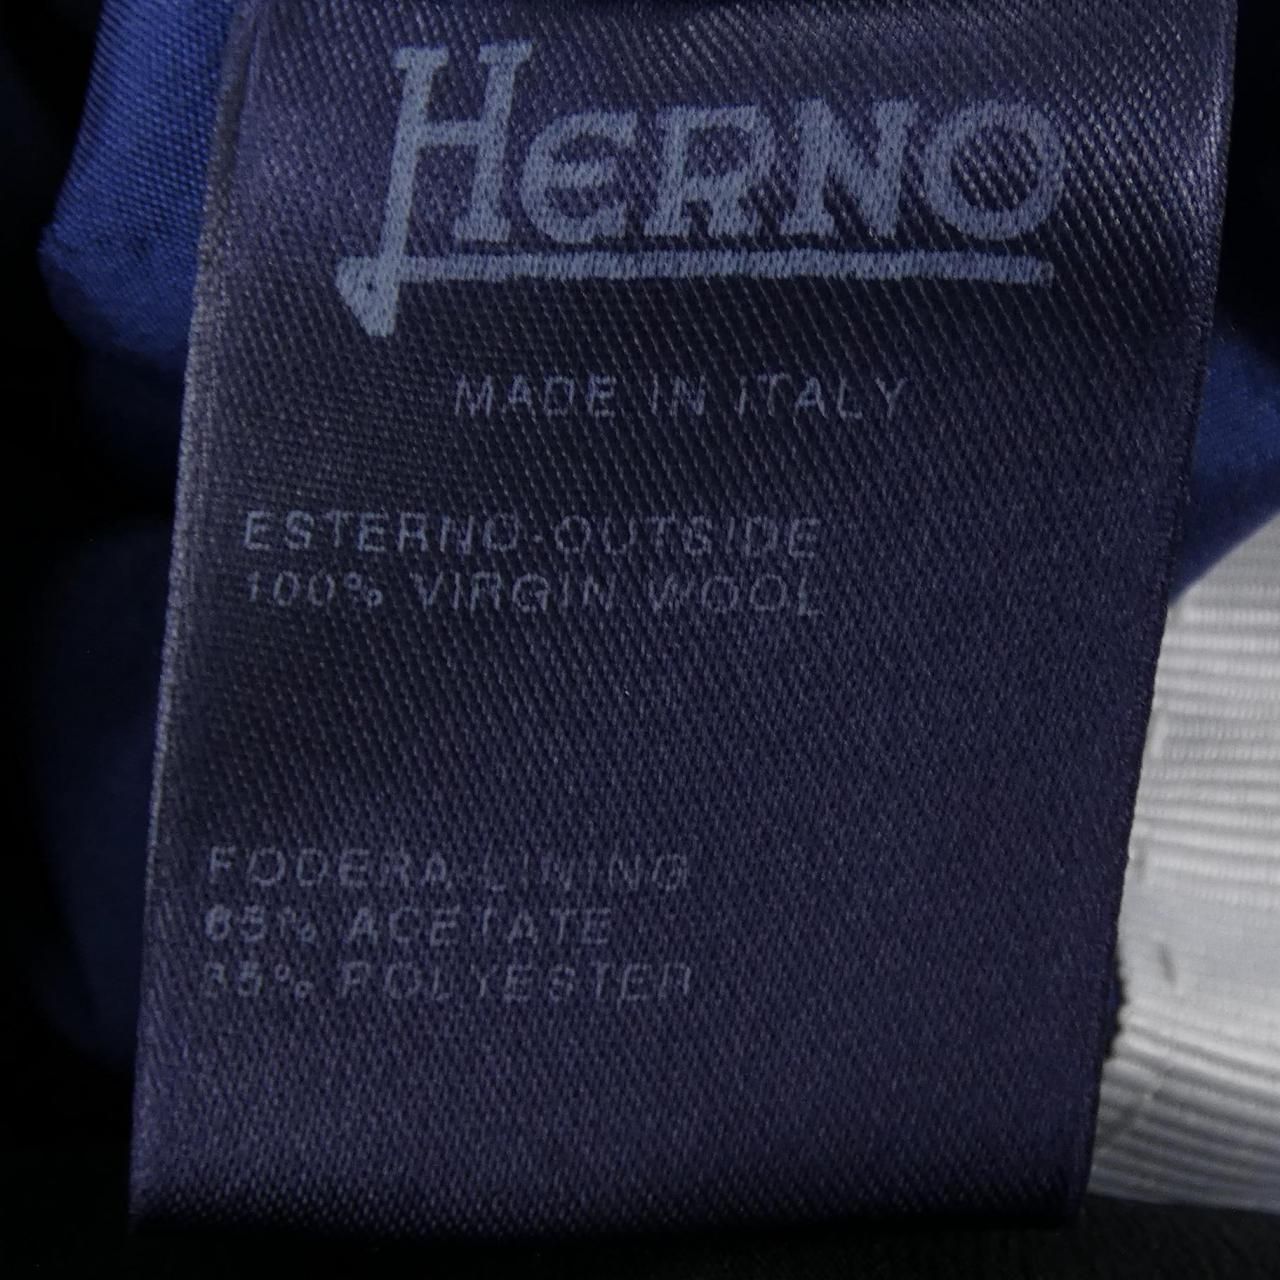 HERNO
MADE IN ITALY
ESTERNO-OUTSIDE
100% VIRGIN WOOL
FODERA-LINING
65% ACETATE
35% POLYESTER